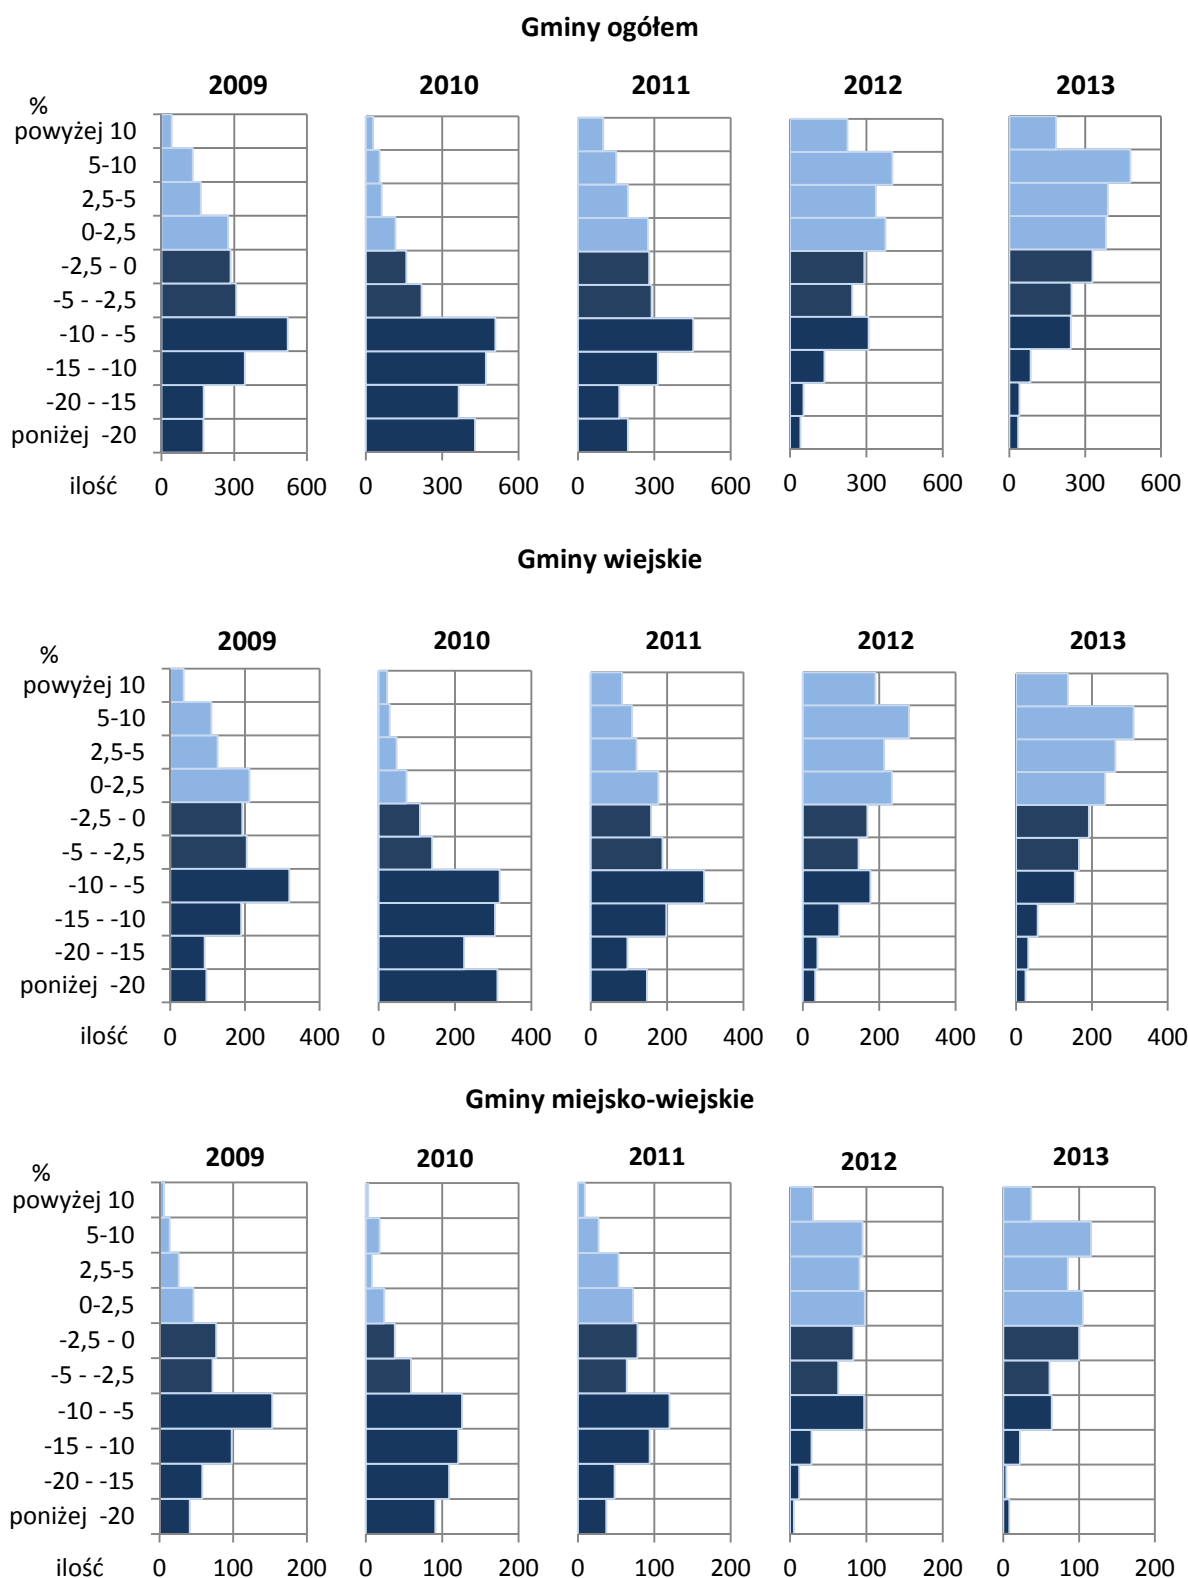 Gminy ogółem
2009 2010 2011 2012 2013
%
powyżej 10
5-10
2,5-5
0-2,5
-2,5 - 0
-5 - -2,5
-10 - -5
-15 - -10
-20 - -15
poniżej -20
ilość 0 300 600 0 300 600 0 300 600 0 300 600 0 300 600
Gminy wiejskie
2009 2010 2011 2012 2013
%
powyżej 10
5-10
2,5-5
0-2,5
-2,5 - 0
-5 - -2,5
-10 - -5
-15 - -10
-20 - -15
poniżej -20
ilość 0 200 400 0 200 400 0 200 400 0 200 400 0 200 400
Gminy miejsko-wiejskie
2009 2010 2011 2012 2013
%
powyżej 10
5-10
2,5-5
0-2,5
-2,5 - 0
-5 - -2,5
-10 - -5
-15 - -10
-20 - -15
poniżej -20
ilość 0 100 200 0 100 200 0 100 200 0 100 200 0 100 200